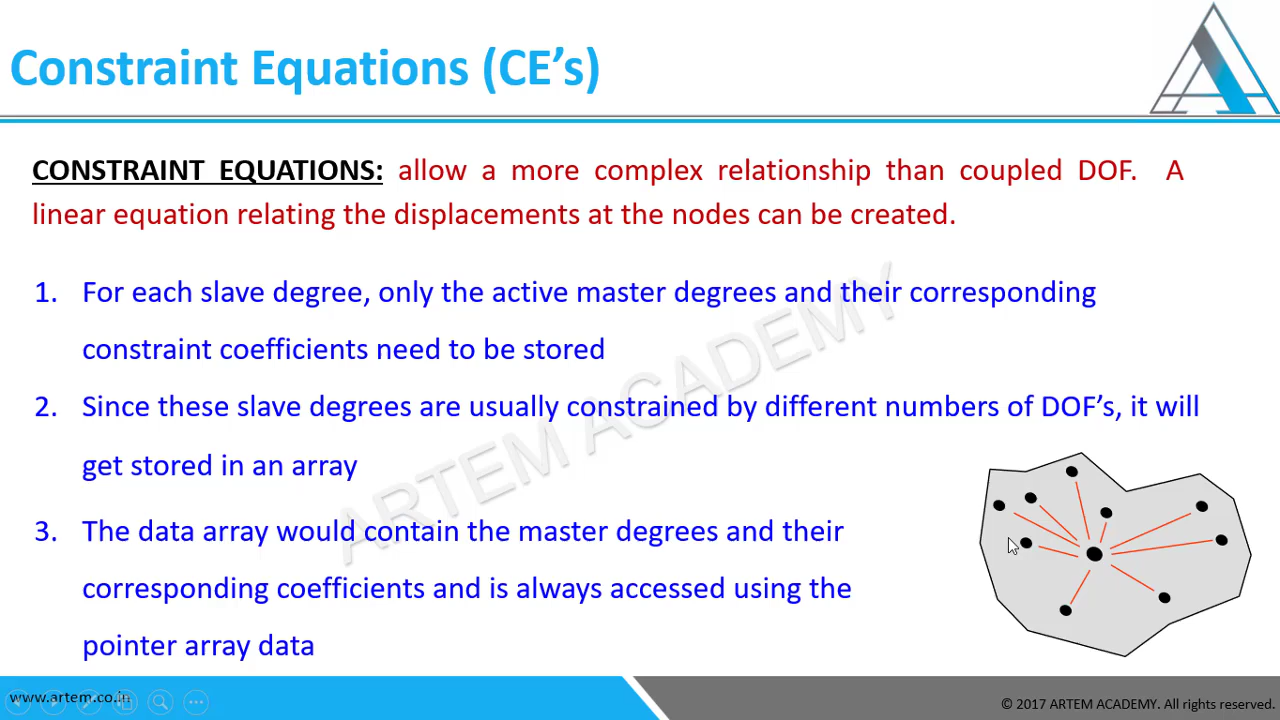 Constraint Equations (CE’s)
CONSTRAINT EQUATIONS: allow a more complex relationship than coupled DOF. A
linear equation relating the displacements at the nodes can be created.
1. For each slave degree, only the active master degrees and their corresponding
constraint coefficients need to be stored
2. Since these slave degrees are usually constrained by different numbers of DOF’s, it will
get stored in an array
3. The data array would contain the master degrees and their
corresponding coefficients and is always accessed using the
pointer array data
ARTEM ACADEMY
www.artem.co.in
© 2017 ARTEM ACADEMY. All rights reserved.